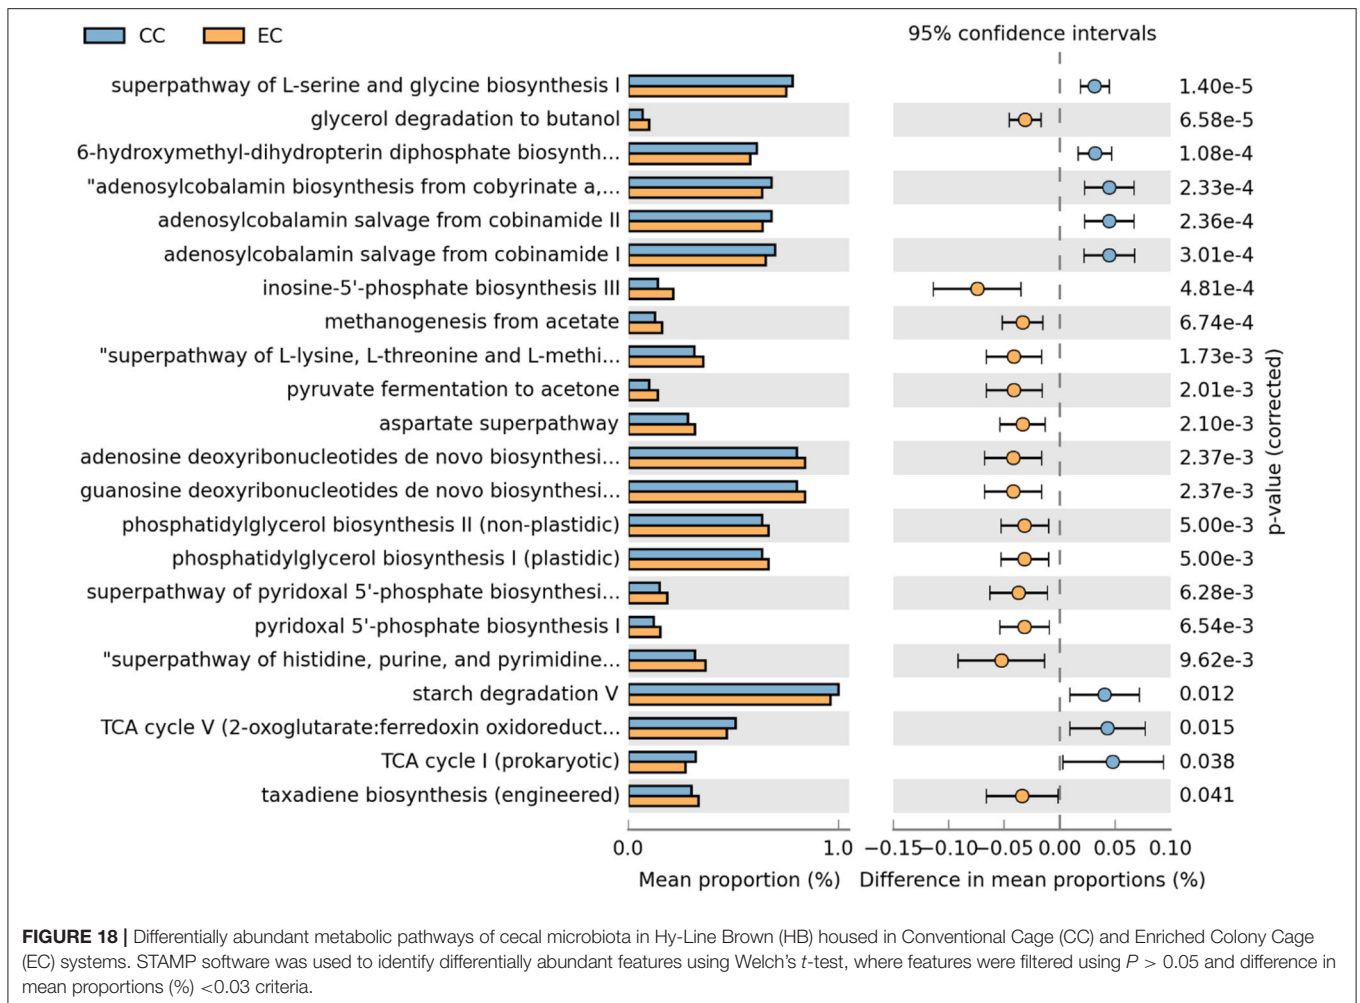 CC EC 95% confidence intervals
superpathway of L-serine and glycine biosynthesis I 1.40e-5
glycerol degradation to butanol 6.58e-5
6-hydroxymethyl-dihydropterin diphosphate biosynth... 1.08e-4
"adenosylcobalamin biosynthesis from cobyrinate a,... 2.33e-4
adenosylcobalamin salvage from cobinamide II 2.36e-4
adenosylcobalamin salvage from cobinamide I 3.01e-4
inosine-5'-phosphate biosynthesis III 4.81e-4
methanogenesis from acetate 6.74e-4
"superpathway of L-lysine, L-threonine and L-methi... 1.73e-3
pyruvate fermentation to acetone 2.01e-3
aspartate superpathway 2.10e-3
adenosine deoxyribonucleotides de novo biosynthesi... 2.37e-3
guanosine deoxyribonucleotides de novo biosynthesi... 2.37e-3
phosphatidylglycerol biosynthesis II (non-plastidic) 5.00e-3
phosphatidylglycerol biosynthesis I (plastidic) 5.00e-3
superpathway of pyridoxal 5'-phosphate biosynthesi... 6.28e-3
pyridoxal 5'-phosphate biosynthesis I 6.54e-3
"superpathway of histidine, purine, and pyrimidine... 9.62e-3
starch degradation V 0.012
TCA cycle V (2-oxoglutarate:ferredoxin oxidoreduct... 0.015
TCA cycle I (prokaryotic) 0.038
taxadiene biosynthesis (engineered) 0.041
p-value (corrected)
0.0 1.0 −0.15 −0.10 −0.05 0.00 0.05 0.10
Mean proportion (%) Difference in mean proportions (%)
FIGURE 18 | Differentially abundant metabolic pathways of cecal microbiota in Hy-Line Brown (HB) housed in Conventional Cage (CC) and Enriched Colony Cage
(EC) systems. STAMP software was used to identify differentially abundant features using Welch's t-test, where features were filtered using P > 0.05 and difference in
mean proportions (%) <0.03 criteria.